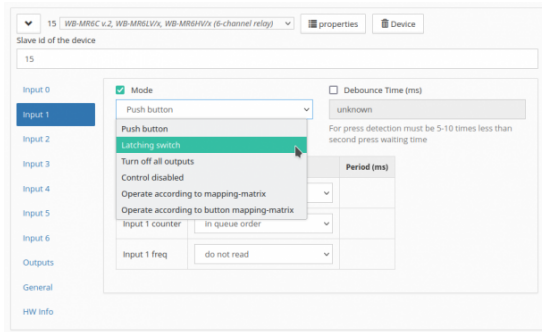 15 WB-MR6C v.2, WB-MR6LV/x, WB-MR6HV/x (6-channel relay) properties Device
Slave id of the device
15
Input 0
Input 1
Input 2
Input 3
Input 4
Input 5
Input 6
Outputs
General
HW Info
Mode
Push button
Push button
Latching switch
Turn off all outputs
Control disabled
Operate according to mapping-matrix
Operate according to button mapping-matrix
Debounce Time (ms)
unknown
For press detection must be 5-10 times less than
second press waiting time
Period (ms)
Input 1 counter in queue order
Input 1 freq do not read